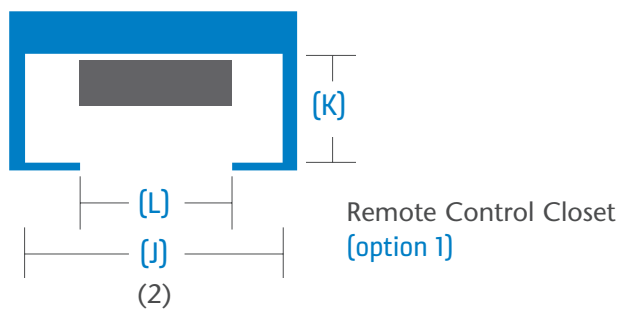 (K)
(L)
Remote Control Closet
(J)
(option 1)
(2)